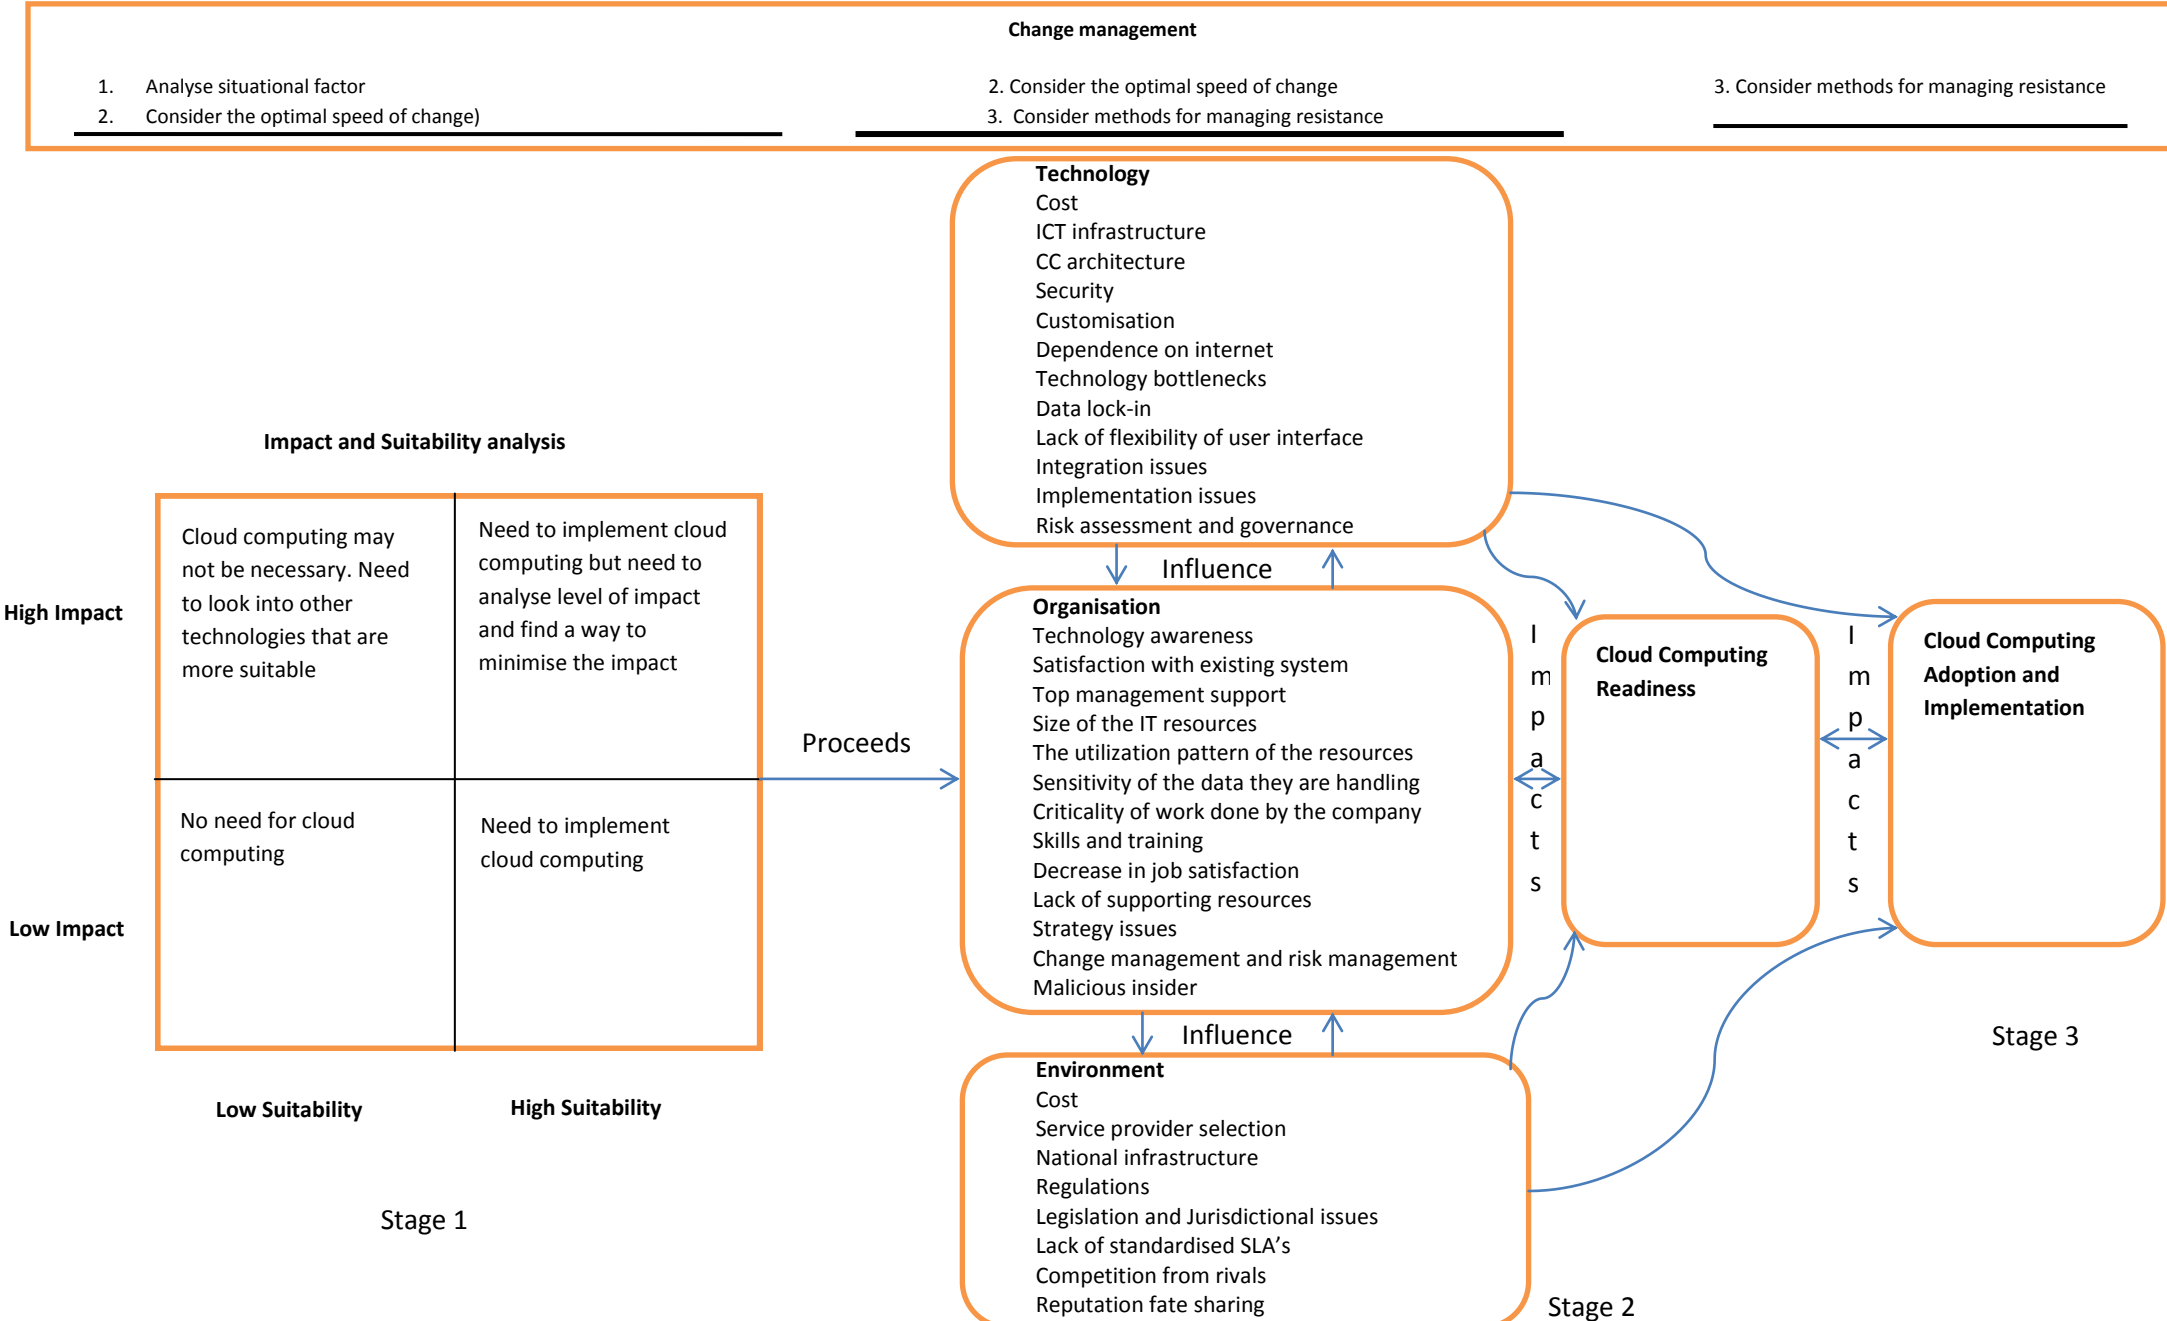 Change management
1. Analyse situational factor
2. Consider the optimal speed of change)
2. Consider the optimal speed of change
3. Consider methods for managing resistance
3. Consider methods for managing resistance
Technology
Cost
ICT infrastructure
CC architecture
Security
Customisation
Dependence on internet
Technology bottlenecks
Data lock-in
Lack of flexibility of user interface
Integration issues
Implementation issues
Risk assessment and governance
Influence
Impact and Suitability analysis
High Impact
Low Impact
Cloud computing may
not be necessary. Need
to look into other
technologies that are
more suitable
Need to implement cloud
computing but need to
analyse level of impact
and find a way to
minimise the impact
No need for cloud
computing
Need to implement
cloud computing
Low Suitability
High Suitability
Stage 1
Proceeds
Organisation
Technology awareness
Satisfaction with existing system
Top management support
Size of the IT resources
The utilization pattern of the resources
Sensitivity of the data they are handling
Criticality of work done by the company
Skills and training
Decrease in job satisfaction
Lack of supporting resources
Strategy issues
Change management and risk management
Malicious insider
Influence
Environment
Cost
Service provider selection
National infrastructure
Regulations
Legislation and Jurisdictional issues
Lack of standardised SLA's
Competition from rivals
Reputation fate sharing
Stage 2
Impacts
Cloud Computing
Readiness
Impacts
Cloud Computing
Adoption and
Implementation
Stage 3